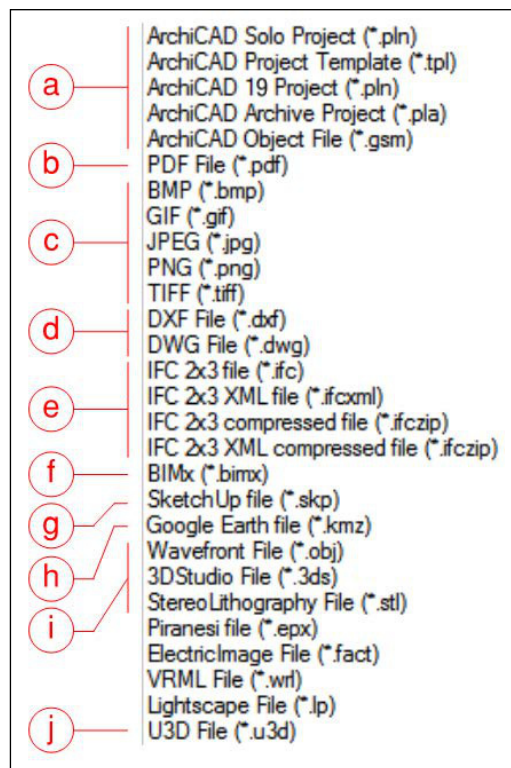 ArchiCAD Solo Project (*.pln)
ArchiCAD Project Template (*.tpl)
a ArchiCAD 19 Project (*.pln)
ArchiCAD Archive Project (*.pla)
ArchiCAD Object File (*.gsm)
b PDF File (*.pdf)
BMP (*.bmp)
GIF (*.gif)
c JPEG (*.jpg)
PNG (*.png)
TIFF (*.tiff)
d DXF File (*.dxf)
DWG File (*.dwg)
IFC 2x3 file (*.ifc)
IFC 2x3 XML file (*.ifcxml)
e IFC 2x3 compressed file (*.ifczip)
IFC 2x3 XML compressed file (*.ifczip)
f BIMx (*.bimx)
g SketchUp file (*.skp)
h Google Earth file (*.kmz)
Wavefront File (*.obj)
3DStudio File (*.3ds)
i StereoLithography File (*.stl)
Piranesi file (*.epx)
ElectricImage File (*.fact)
VRML File (*.wrl)
Lightscape File (*.lp)
j U3D File (*.u3d)